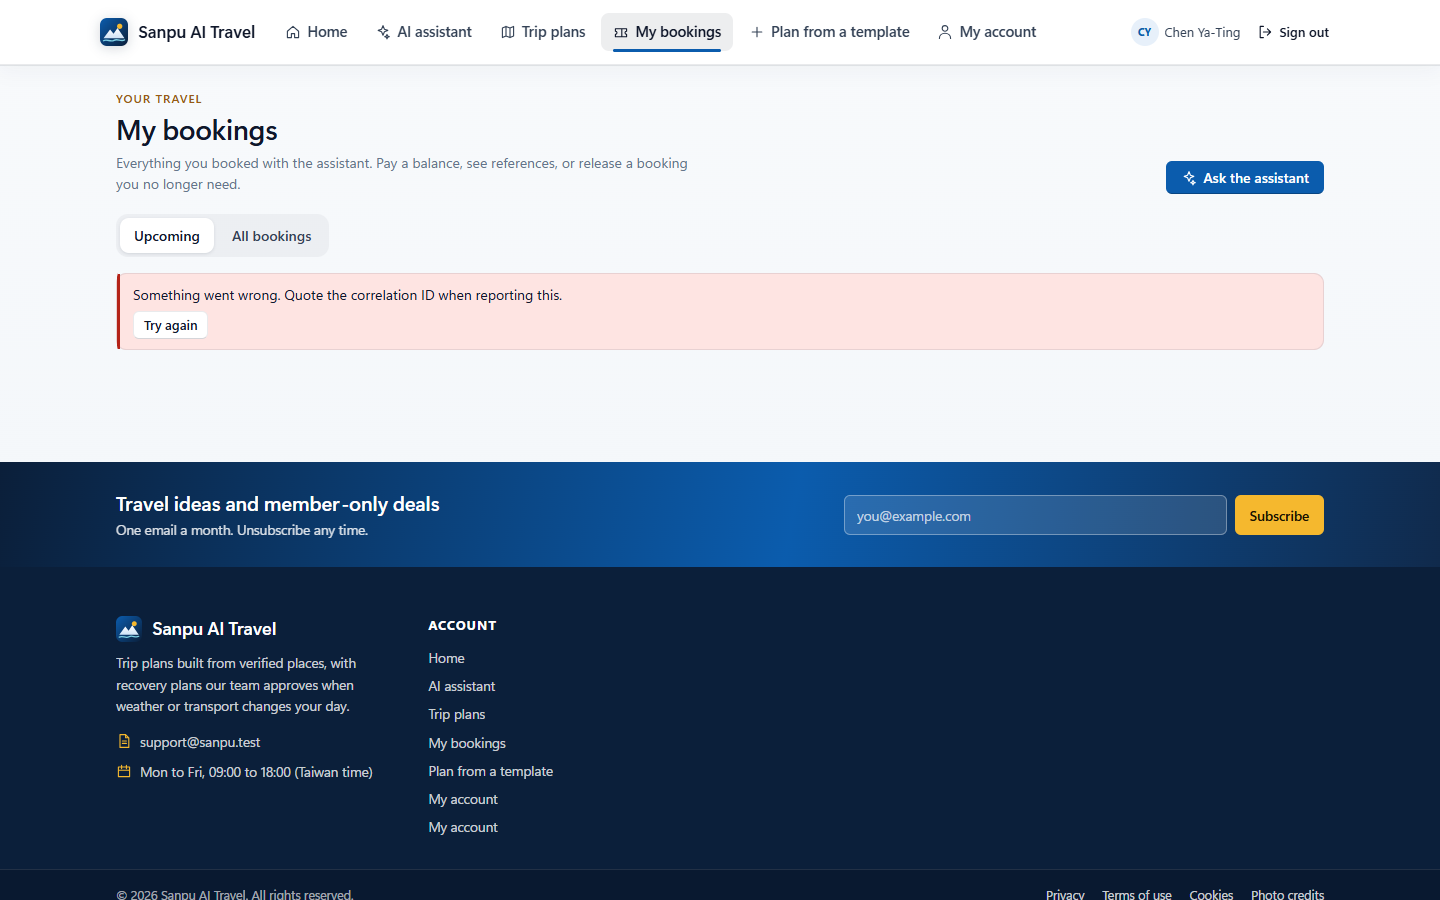 Sanpu AI Travel
Home
AI assistant
Trip plans
My bookings
Plan from a template
My account
CY
Chen Ya-Ting
Sign out
YOUR TRAVEL
My bookings
Everything you booked with the assistant. Pay a balance, see references, or release a booking
you no longer need.
Ask the assistant
Upcoming
All bookings
Something went wrong. Quote the correlation ID when reporting this.
Try again
Travel ideas and member-only deals
One email a month. Unsubscribe any time.
you@example.com
Subscribe
Sanpu AI Travel
Trip plans built from verified places, with
recovery plans our team approves when
weather or transport changes your day.
support@sanpu.test
Mon to Fri, 09:00 to 18:00 (Taiwan time)
ACCOUNT
Home
AI assistant
Trip plans
My bookings
Plan from a template
My account
My account
© 2026 Sanpu AI Travel. All rights reserved.
Privacy
Terms of use
Cookies
Photo credits